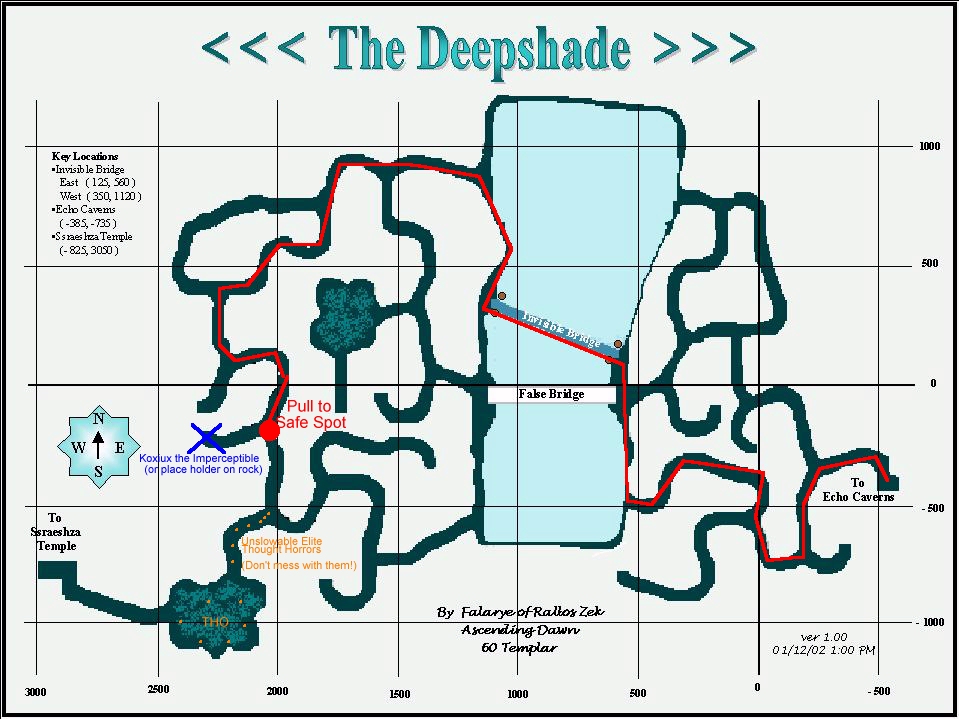 <<< The Deepshade >>>
Key Locations
•Invisible Bridge
East ( 125, 560 )
West ( 350, 1120 )
•Echo Caverns
( -385, -735 )
•Ssraeshza Temple
( - 825, 3050 )
1000
500
Invisible Bridge
0
False Bridge
Pull to
Safe Spot
N
W E
S
Koxiux the Imperceptible
(or place holder on rock)
To
Echo Caverns
- 500
To
Ssraeshza
Temple
Unslowable Elite
Thought Horrors
(Don't mess with them!)
THO
By Falarye of Rallos Zek
Ascending Dawn
60 Templar
- 1000
ver 1.00
01/12/02 1:00 PM
3000 2500 2000 1500 1000 500 0 - 500